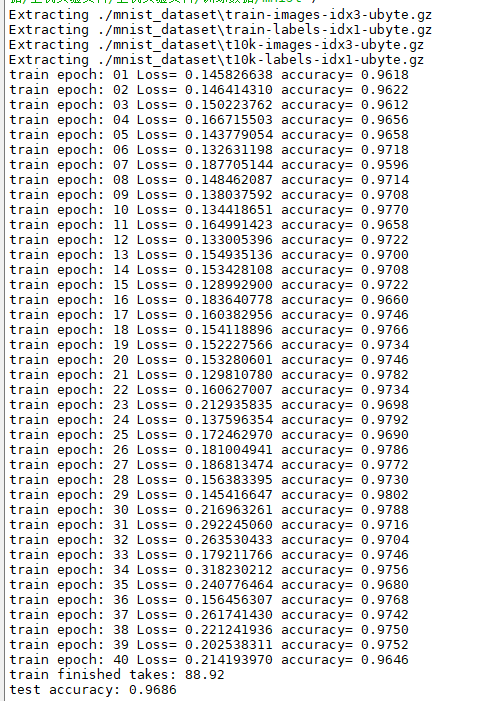 Extracting ./mnist_dataset\train-images-idx3-ubyte.gz
Extracting ./mnist_dataset\train-labels-idx1-ubyte.gz
Extracting ./mnist_dataset\t10k-images-idx3-ubyte.gz
Extracting ./mnist_dataset\t10k-labels-idx1-ubyte.gz
train epoch: 01 Loss= 0.145826638 accuracy= 0.9618
train epoch: 02 Loss= 0.146414310 accuracy= 0.9622
train epoch: 03 Loss= 0.150223762 accuracy= 0.9612
train epoch: 04 Loss= 0.166715503 accuracy= 0.9656
train epoch: 05 Loss= 0.143779054 accuracy= 0.9658
train epoch: 06 Loss= 0.132631198 accuracy= 0.9718
train epoch: 07 Loss= 0.187705144 accuracy= 0.9596
train epoch: 08 Loss= 0.148462087 accuracy= 0.9714
train epoch: 09 Loss= 0.138037592 accuracy= 0.9708
train epoch: 10 Loss= 0.134418651 accuracy= 0.9770
train epoch: 11 Loss= 0.164991423 accuracy= 0.9658
train epoch: 12 Loss= 0.133005396 accuracy= 0.9722
train epoch: 13 Loss= 0.154935136 accuracy= 0.9700
train epoch: 14 Loss= 0.153428108 accuracy= 0.9708
train epoch: 15 Loss= 0.128992900 accuracy= 0.9722
train epoch: 16 Loss= 0.183640778 accuracy= 0.9660
train epoch: 17 Loss= 0.160382956 accuracy= 0.9746
train epoch: 18 Loss= 0.154118896 accuracy= 0.9766
train epoch: 19 Loss= 0.152227566 accuracy= 0.9734
train epoch: 20 Loss= 0.153280601 accuracy= 0.9746
train epoch: 21 Loss= 0.129810780 accuracy= 0.9782
train epoch: 22 Loss= 0.160627007 accuracy= 0.9734
train epoch: 23 Loss= 0.212935835 accuracy= 0.9698
train epoch: 24 Loss= 0.137596354 accuracy= 0.9792
train epoch: 25 Loss= 0.172462970 accuracy= 0.9690
train epoch: 26 Loss= 0.181004941 accuracy= 0.9786
train epoch: 27 Loss= 0.186813474 accuracy= 0.9772
train epoch: 28 Loss= 0.156383395 accuracy= 0.9730
train epoch: 29 Loss= 0.145416647 accuracy= 0.9802
train epoch: 30 Loss= 0.216963261 accuracy= 0.9788
train epoch: 31 Loss= 0.292245060 accuracy= 0.9716
train epoch: 32 Loss= 0.263530433 accuracy= 0.9704
train epoch: 33 Loss= 0.179211766 accuracy= 0.9746
train epoch: 34 Loss= 0.318230212 accuracy= 0.9756
train epoch: 35 Loss= 0.240776464 accuracy= 0.9680
train epoch: 36 Loss= 0.156456307 accuracy= 0.9768
train epoch: 37 Loss= 0.261741430 accuracy= 0.9742
train epoch: 38 Loss= 0.221241936 accuracy= 0.9750
train epoch: 39 Loss= 0.202538311 accuracy= 0.9752
train epoch: 40 Loss= 0.214193970 accuracy= 0.9646
train finished takes: 88.92
test accuracy: 0.9686